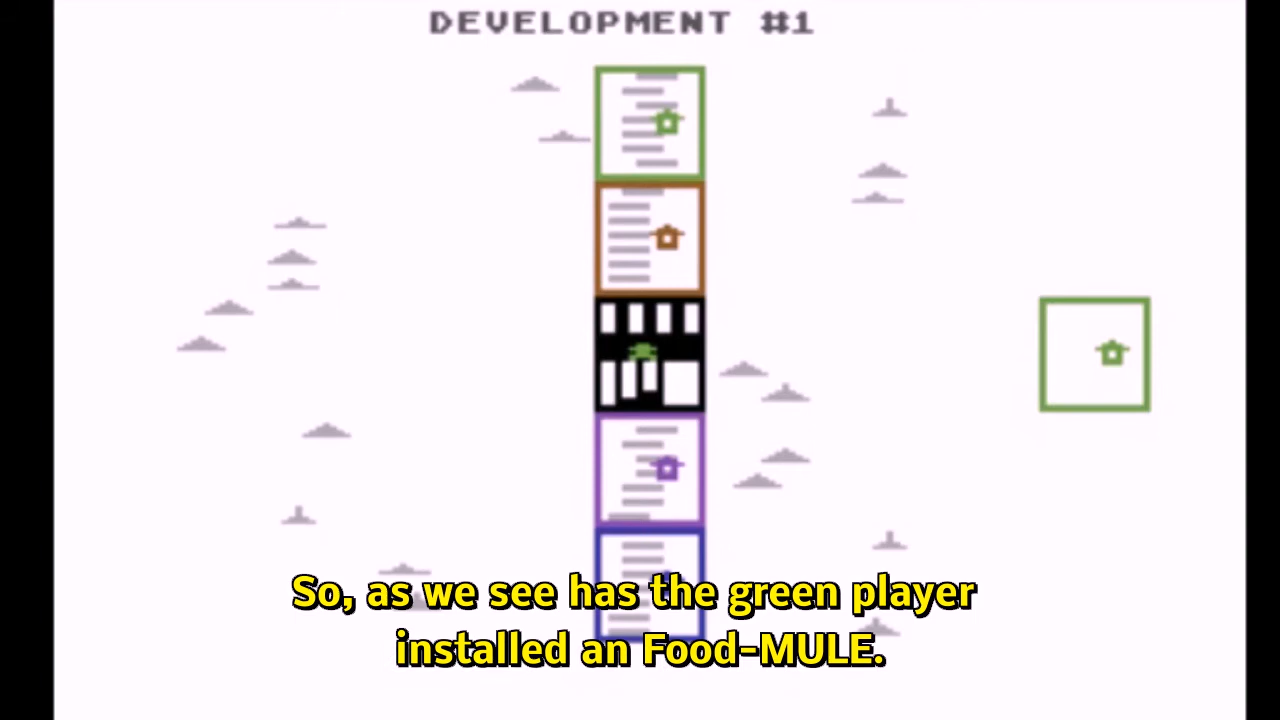 DEVELOPMENT #1
So, as we see has the green player
installed an Food-MULE.